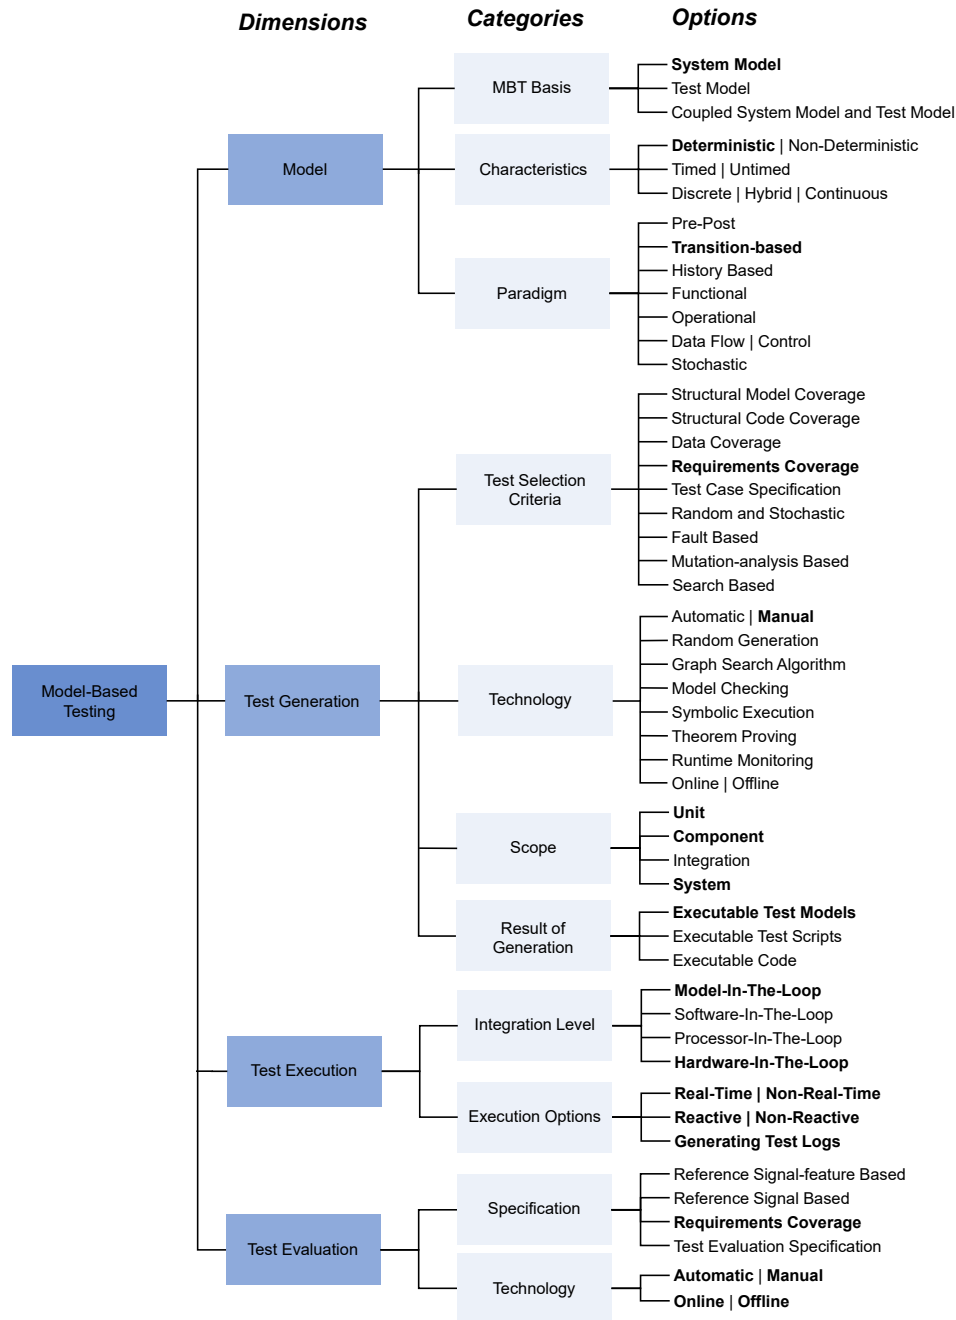 Dimensions
Categories
Options
Model-Based
Testing
Model
MBT Basis
System Model
Test Model
Coupled System Model and Test Model
Characteristics
Deterministic | Non-Deterministic
Timed | Untimed
Discrete | Hybrid | Continuous
Paradigm
Pre-Post
Transition-based
History Based
Functional
Operational
Data Flow | Control
Stochastic
Test Generation
Test Selection
Criteria
Structural Model Coverage
Structural Code Coverage
Data Coverage
Requirements Coverage
Test Case Specification
Random and Stochastic
Fault Based
Mutation-analysis Based
Search Based
Technology
Automatic | Manual
Random Generation
Graph Search Algorithm
Model Checking
Symbolic Execution
Theorem Proving
Runtime Monitoring
Online | Offline
Scope
Unit
Component
Integration
System
Result of
Generation
Executable Test Models
Executable Test Scripts
Executable Code
Test Execution
Integration Level
Model-In-The-Loop
Software-In-The-Loop
Processor-In-The-Loop
Hardware-In-The-Loop
Execution Options
Real-Time | Non-Real-Time
Reactive | Non-Reactive
Generating Test Logs
Test Evaluation
Specification
Reference Signal-feature Based
Reference Signal Based
Requirements Coverage
Test Evaluation Specification
Technology
Automatic | Manual
Online | Offline